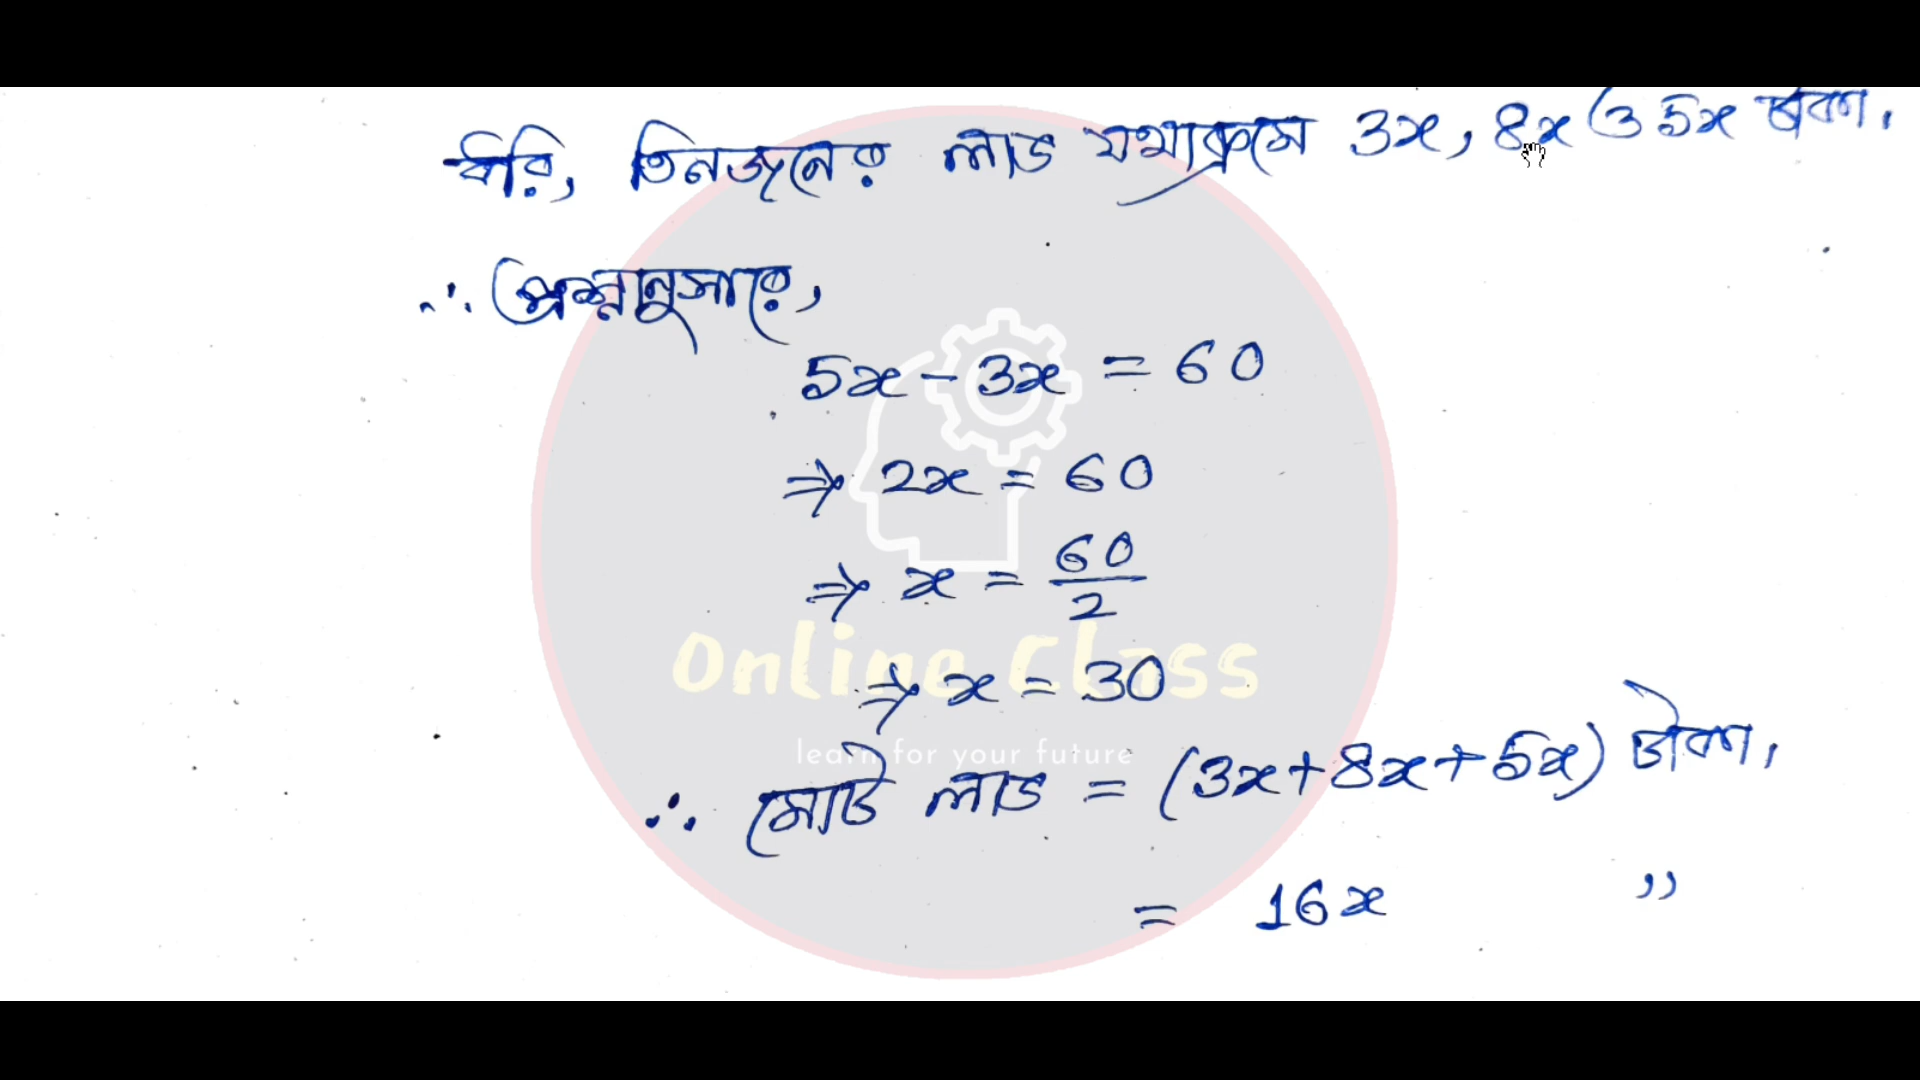 ধরি, তিনজনের লাভ যথাক্রমে 3x, 8x ও 5x টাকা।
∴ প্রশ্নানুসারে,
5x - 3x = 60
⇒ 2x = 60
⇒ x = 60/2
Online Class
⇒ x = 30
learn for your future
∴ মোট লাভ = (3x+8x+5x) টাকা।
= 16x ,,